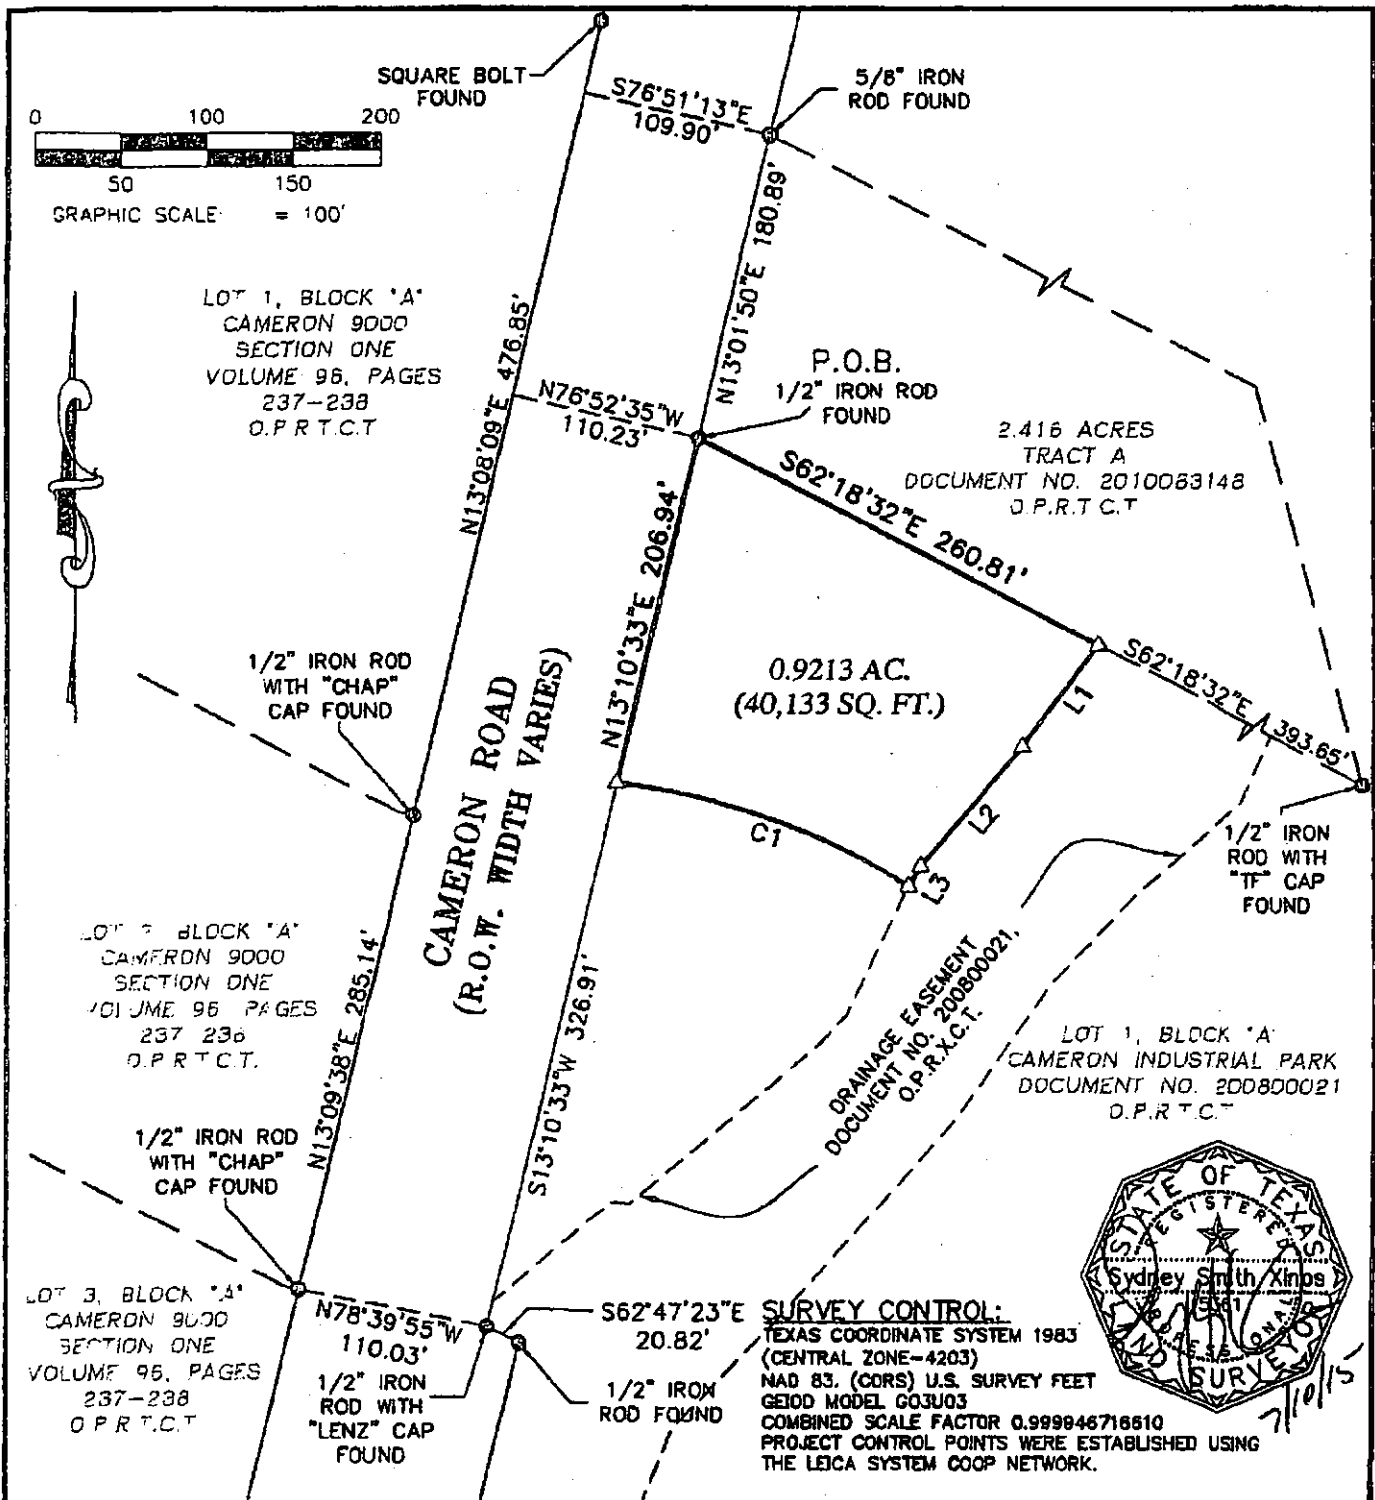 SQUARE BOLT
FOUND
5/8" IRON
ROD FOUND
0 100 200
50 150
GRAPHIC SCALE = 100'
S76°51'13"E
109.90'
N13°01'50"E 180.89'
LOT 1, BLOCK "A"
CAMERON 9000
SECTION ONE
VOLUME 96, PAGES
237-238
O.P.R.T.C.T
N13°08'09"E 476.85'
N76°52'35"W
110.23'
P.O.B.
1/2" IRON ROD
FOUND
2.416 ACRES
TRACT A
DOCUMENT NO. 2010083148
O.P.R.T.C.T
S62°18'32"E 260.81'
N13°10'33"E 206.94'
0.9213 AC.
(40,133 SQ. FT.)
S62°18'32"E 393.65'
L1
L2
L3
C1
1/2" IRON ROD
WITH "CHAP"
CAP FOUND
CAMERON ROAD
(R.O.W. WIDTH VARIES)
1/2" IRON
ROD WITH
"TF" CAP
FOUND
LOT BLOCK "A"
CAMERON 9000
SECTION ONE
VOLUME 96 PAGES
237 238
O.P.R.T.C.T.
N13°09'38"E 285.14'
S13°10'33"W 326.91'
DRAINAGE EASEMENT
DOCUMENT NO. 200800021,
O.P.R.X.C.T.
LOT 1, BLOCK "A"
CAMERON INDUSTRIAL PARK
DOCUMENT NO. 200800021
O.P.R.T.C.T
1/2" IRON ROD
WITH "CHAP"
CAP FOUND
LOT 3, BLOCK "A"
CAMERON 9000
SECTION ONE
VOLUME 96, PAGES
237-238
O.P.R.T.C.T
N78°39'55"W
110.03'
S62°47'23"E
20.82'
1/2" IRON
ROD WITH
"LENZ" CAP
FOUND
1/2" IRON
ROD FOUND
SURVEY CONTROL:
TEXAS COORDINATE SYSTEM 1983
(CENTRAL ZONE-4203)
NAD 83. (CORS) U.S. SURVEY FEET
GEIOD MODEL GO3U03
COMBINED SCALE FACTOR 0.999946716610
PROJECT CONTROL POINTS WERE ESTABLISHED USING
THE LEICA SYSTEM COOP NETWORK.
STATE OF TEXAS
REGISTERED
Sydney Smith Xinos
PROFESSIONAL
LAND SURVEYOR
7/10/15